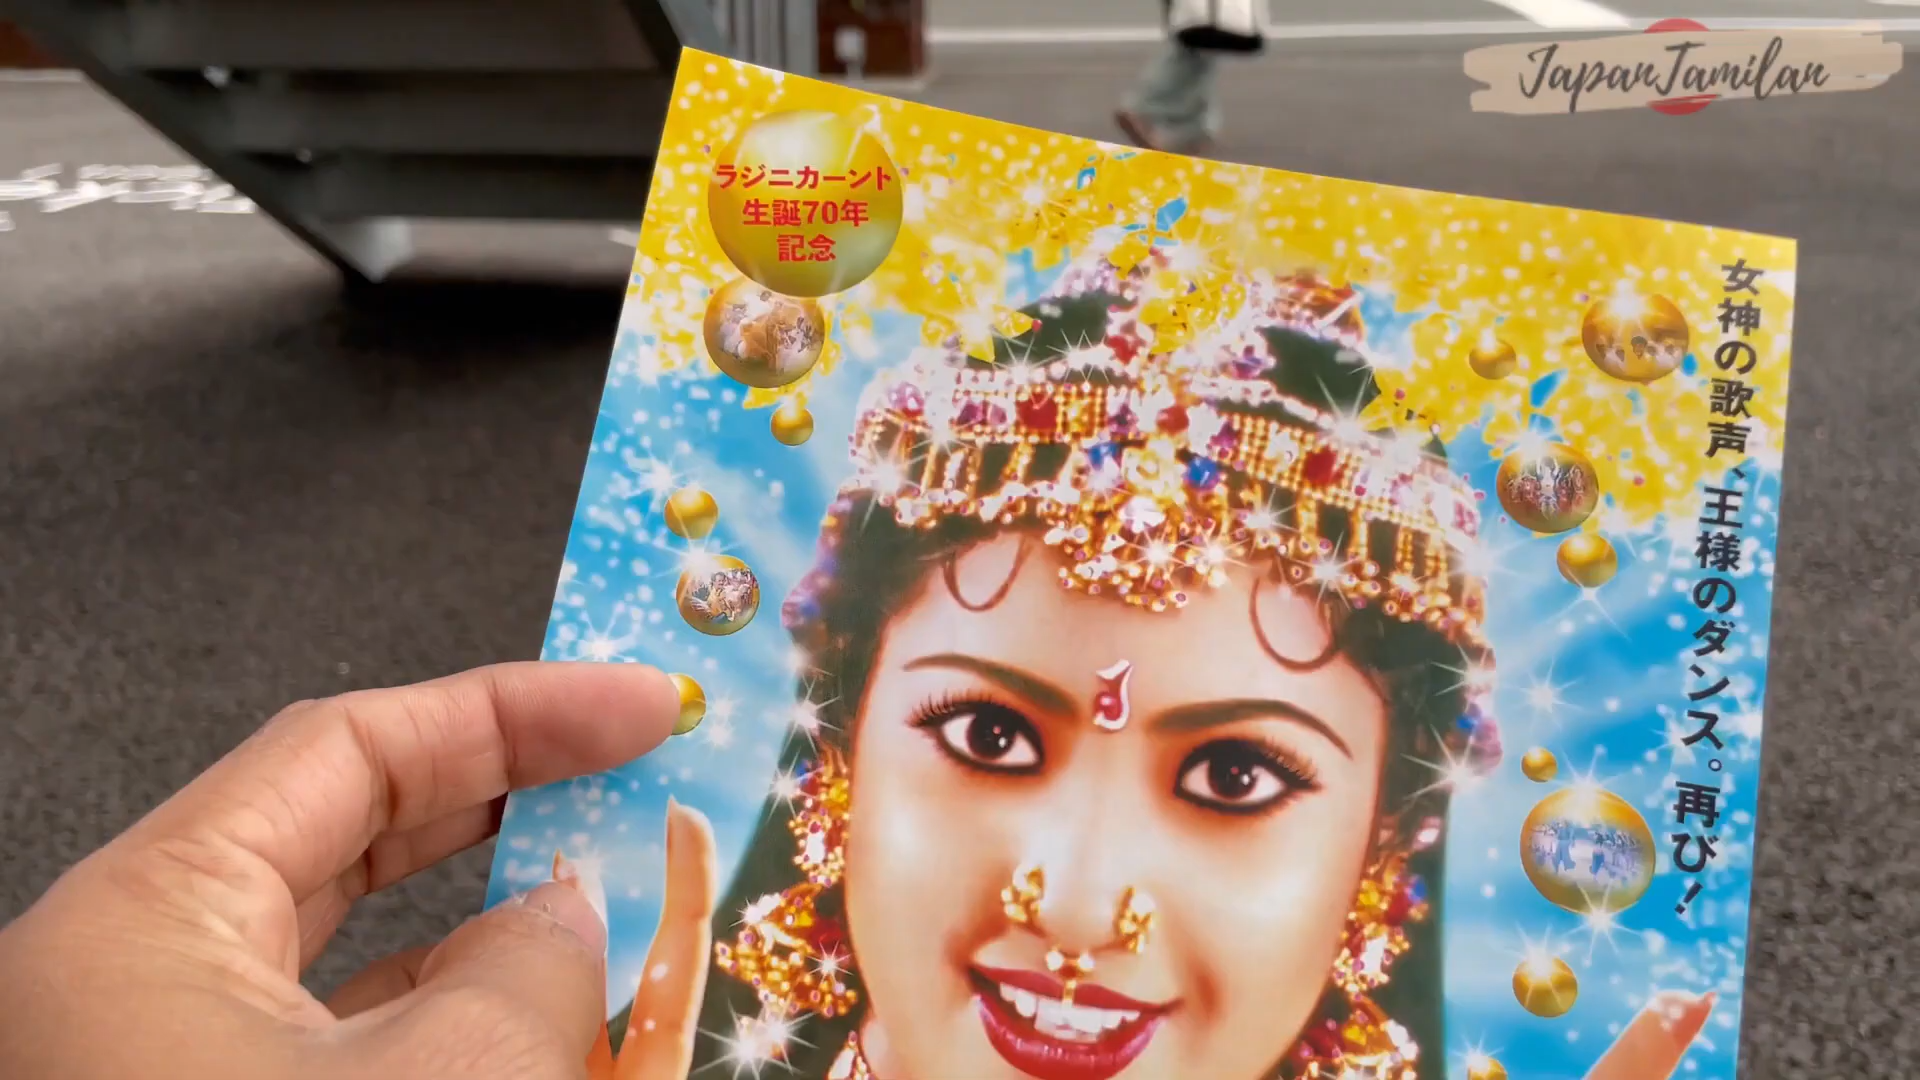 JapanTamilan
ラジニカーント
生誕70年
記念
女神の歌声、王様のダンス。再び!